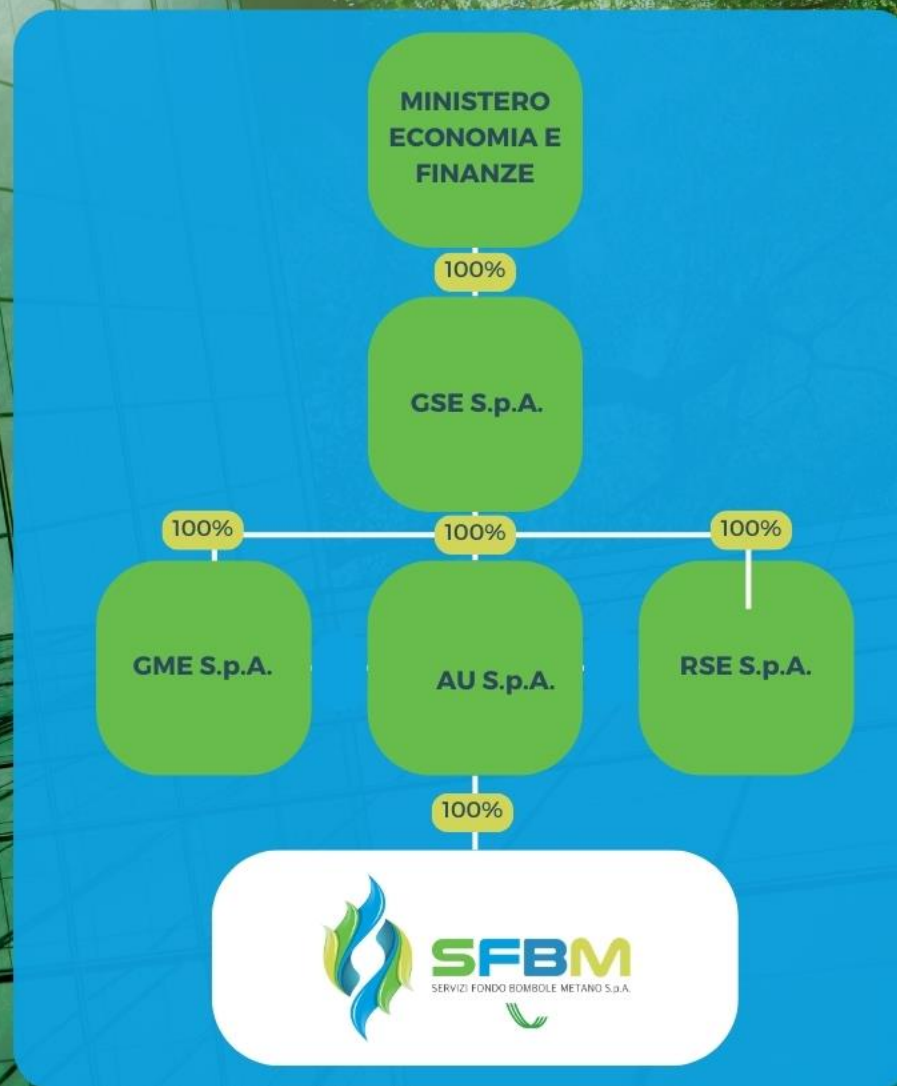 MINISTERO
ECONOMIA E
FINANZE
100%
GSE S.p.A.
100%
100%
100%
GME S.p.A.
AU S.p.A.
RSE S.p.A.
100%
SFBM
SERVIZI FONDO BOMBOLE METANO S.p.A.